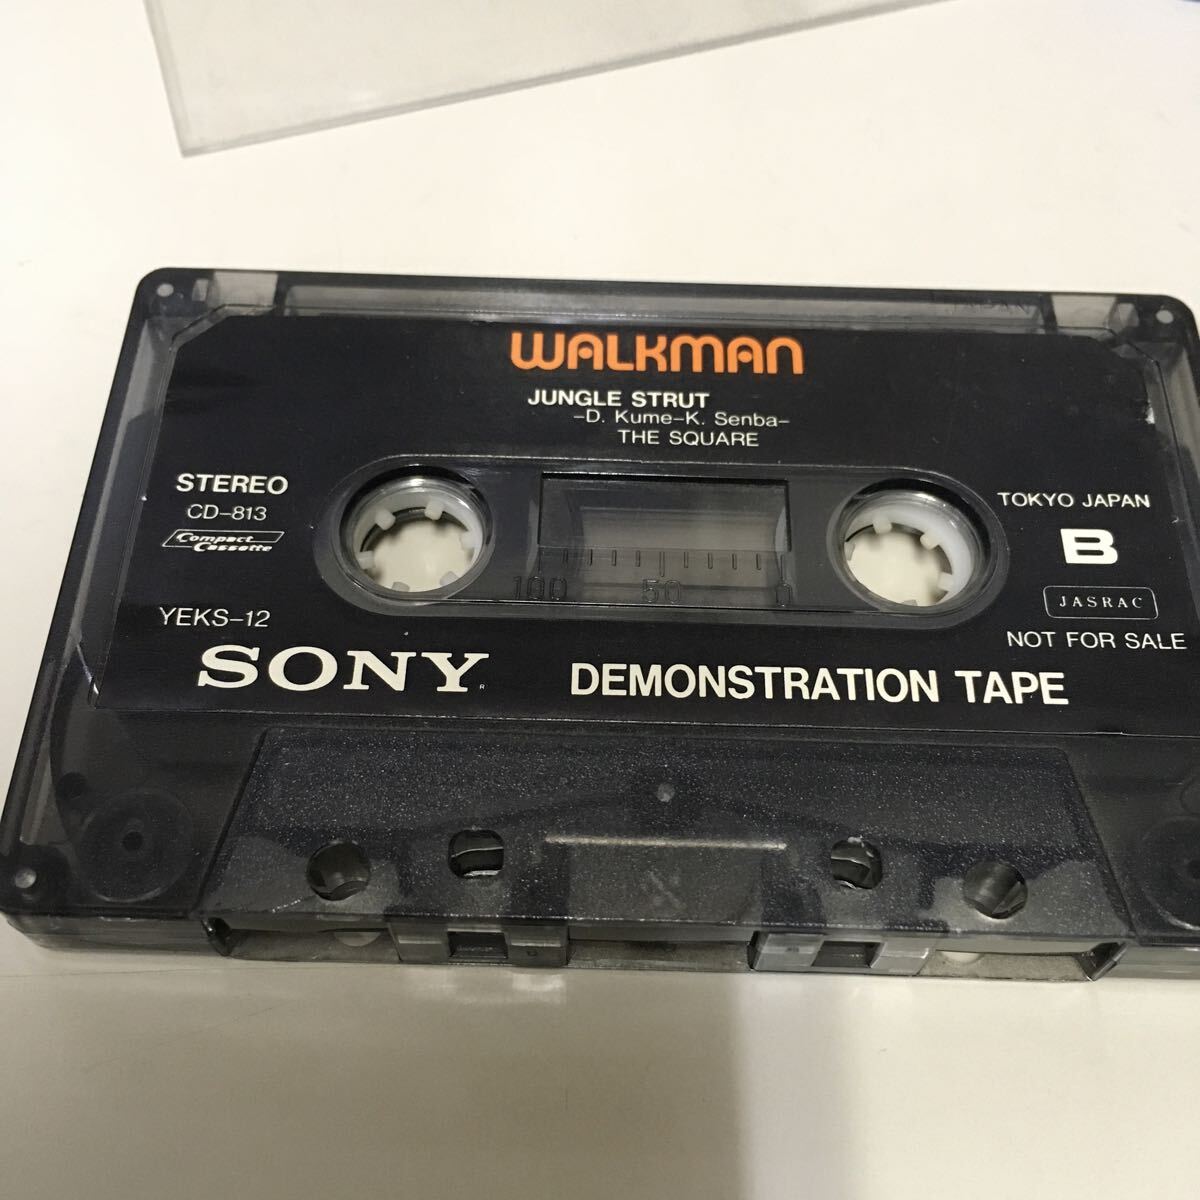 WALKMAN
JUNGLE STRUT
-D. Kume-K. Senba-
THE SQUARE
STEREO
CD-813
Compact
Cassette
YEKS-12
100 50 0
TOKYO JAPAN
B
JASRAC
NOT FOR SALE
SONY®
DEMONSTRATION TAPE